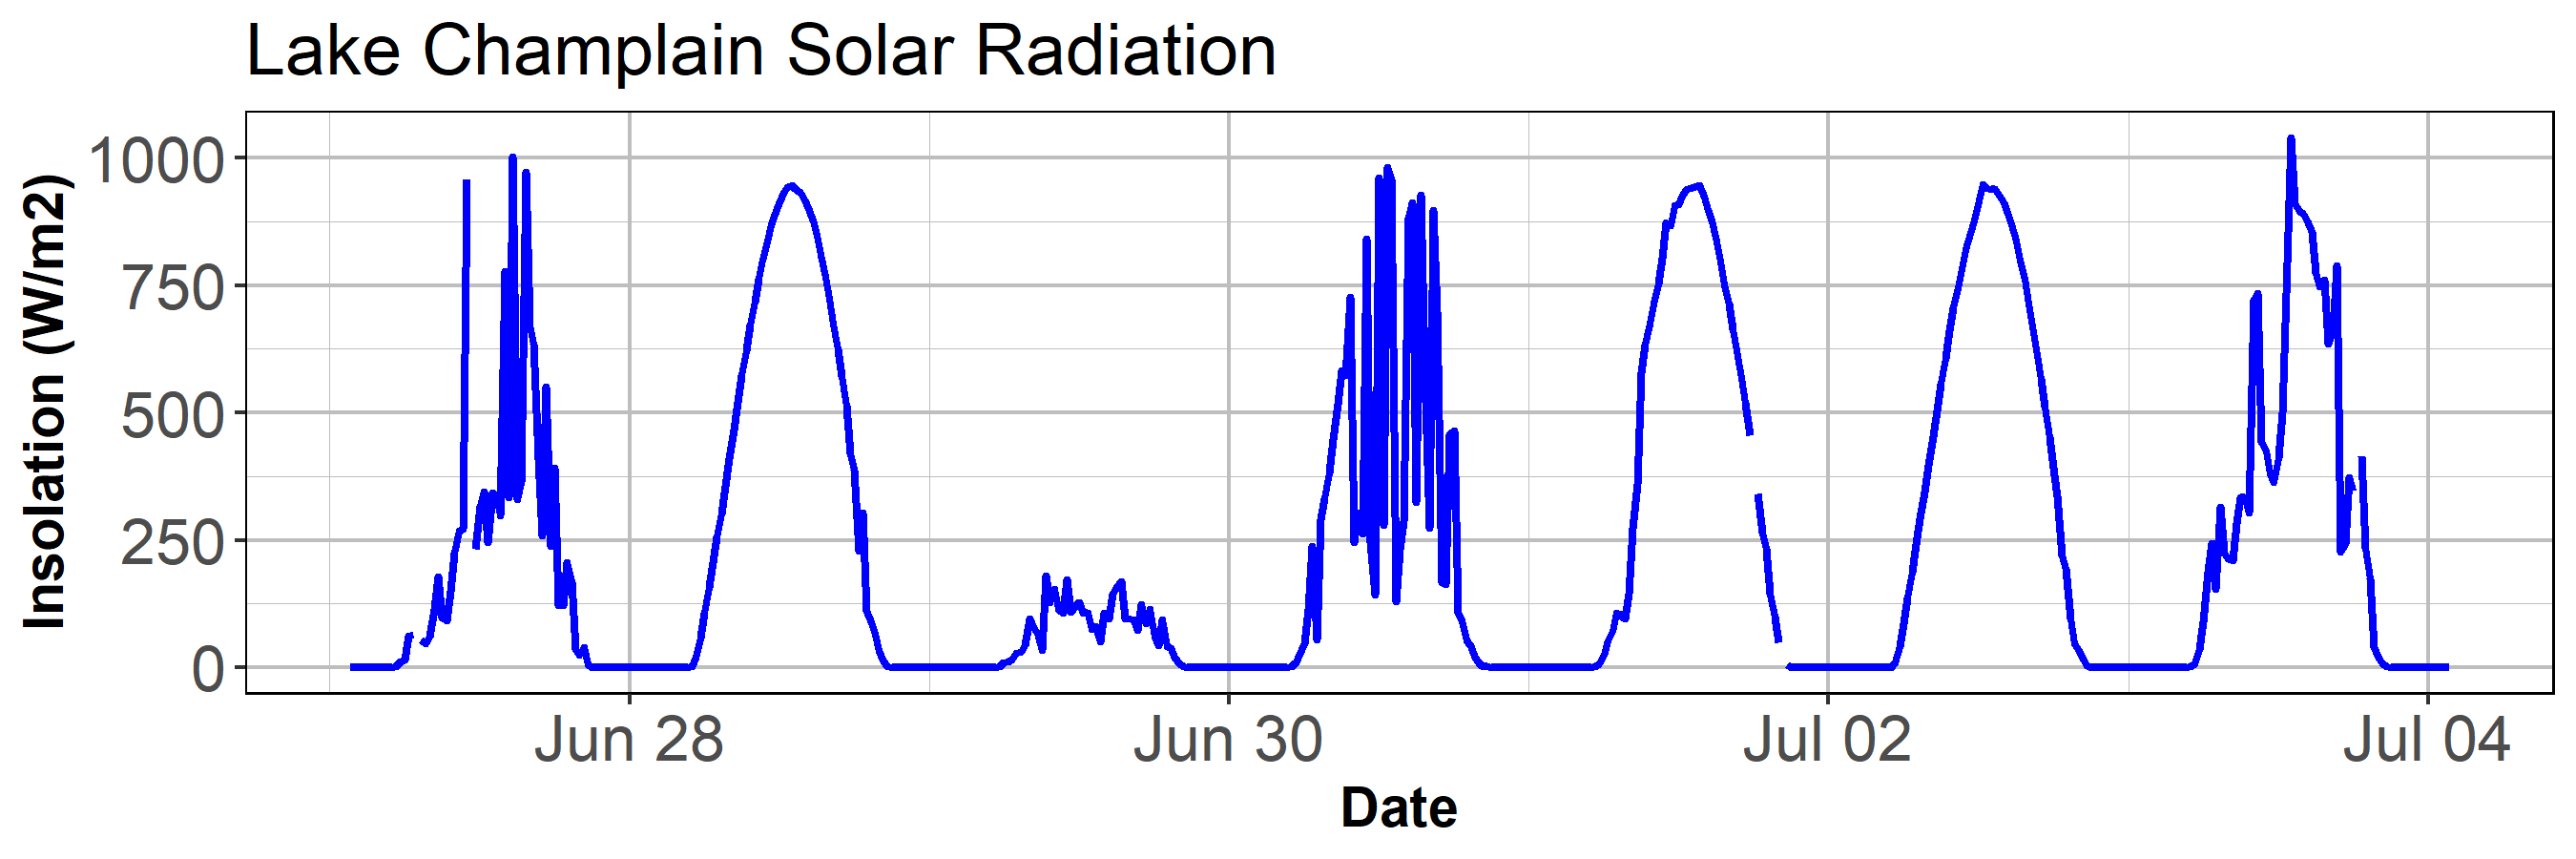 Lake Champlain Solar Radiation
Insolation (W/m2)
1000
750
500
250
0
Jun 28 Jun 30 Jul 02 Jul 04
Date